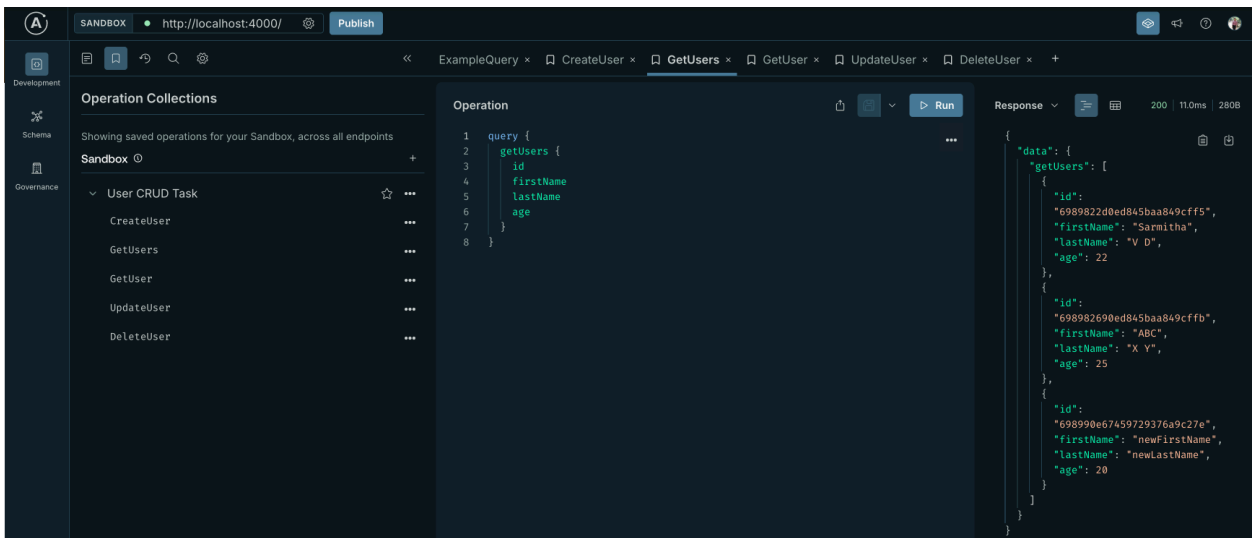 SANDBOX http://localhost:4000/ Publish
Development
Schema
Governance
Operation Collections
Showing saved operations for your Sandbox, across all endpoints
Sandbox
User CRUD Task
CreateUser
GetUsers
GetUser
UpdateUser
DeleteUser
ExampleQuery × CreateUser × GetUsers × GetUser × UpdateUser × DeleteUser × +
Operation Run
1 query {
2 getUsers {
3 id
4 firstName
5 lastName
6 age
7 }
8 }
Response 200 11.0ms 280B
{
"data": {
"getUsers": [
{
"id":
"6989822d0ed845baa849cff5",
"firstName": "Sarmitha",
"lastName": "V D",
"age": 22
},
{
"id":
"698982690ed845baa849cffb",
"firstName": "ABC",
"lastName": "X Y",
"age": 25
},
{
"id":
"698990e67459729376a9c27e",
"firstName": "newFirstName",
"lastName": "newLastName",
"age": 20
}
]
}
}